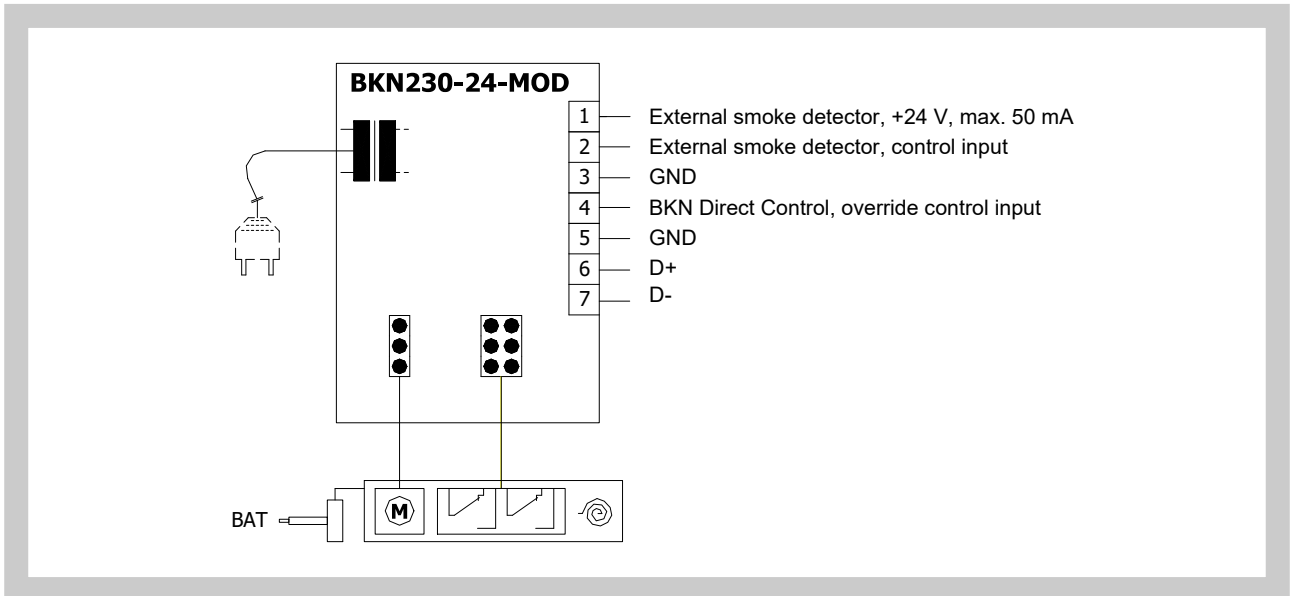 BKN230-24-MOD
1 External smoke detector, +24 V, max. 50 mA
2 External smoke detector, control input
3 GND
4 BKN Direct Control, override control input
5 GND
6 D+
7 D-
BAT
M